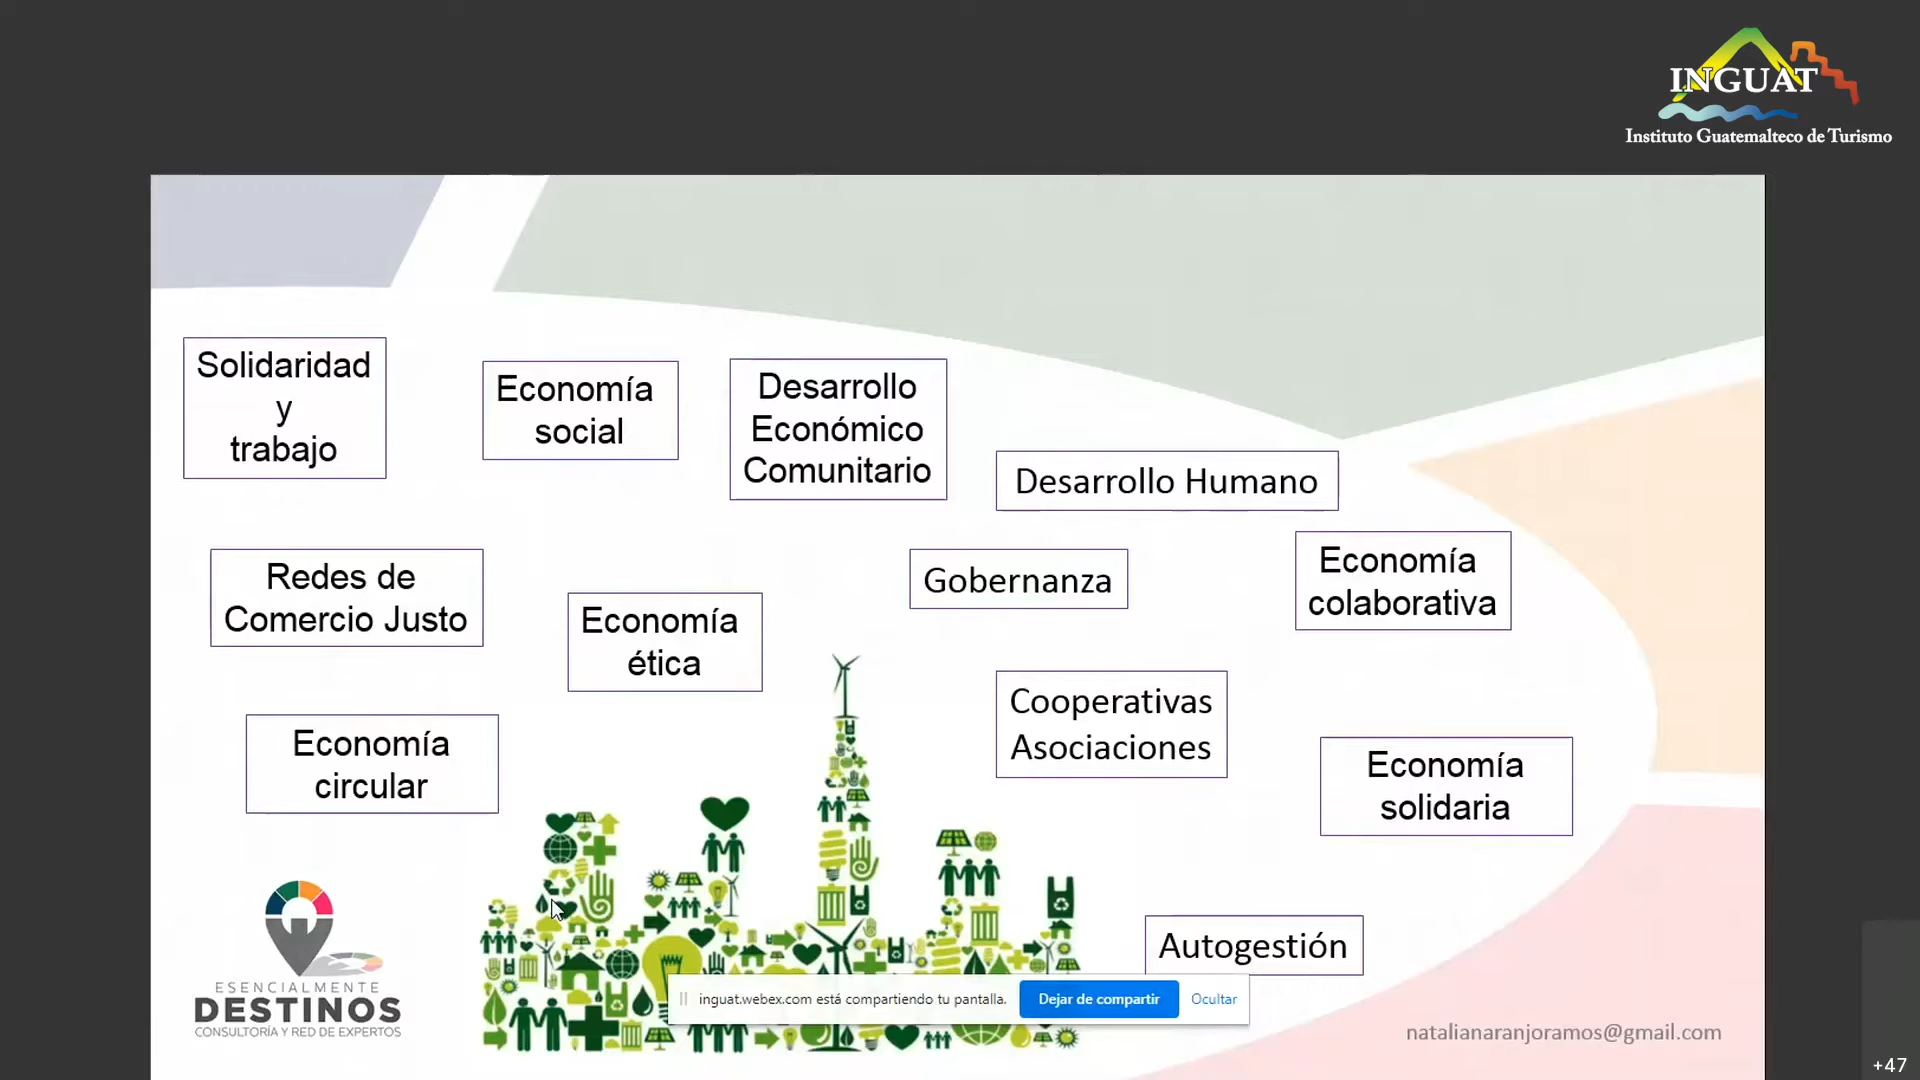 INGUAT
Instituto Guatemalteco de Turismo
Solidaridad
y
trabajo
Economía
social
Desarrollo
Económico
Comunitario
Desarrollo Humano
Redes de
Comercio Justo
Economía
ética
Gobernanza
Economía
colaborativa
Economía
circular
Cooperativas
Asociaciones
Economía
solidaria
Autogestión
ESENCIALMENTE
DESTINOS
CONSULTORÍA Y RED DE EXPERTOS
inguat.webex.com está compartiendo tu pantalla.
Dejar de compartir
Ocultar
natalianaranjoramos@gmail.com
+47